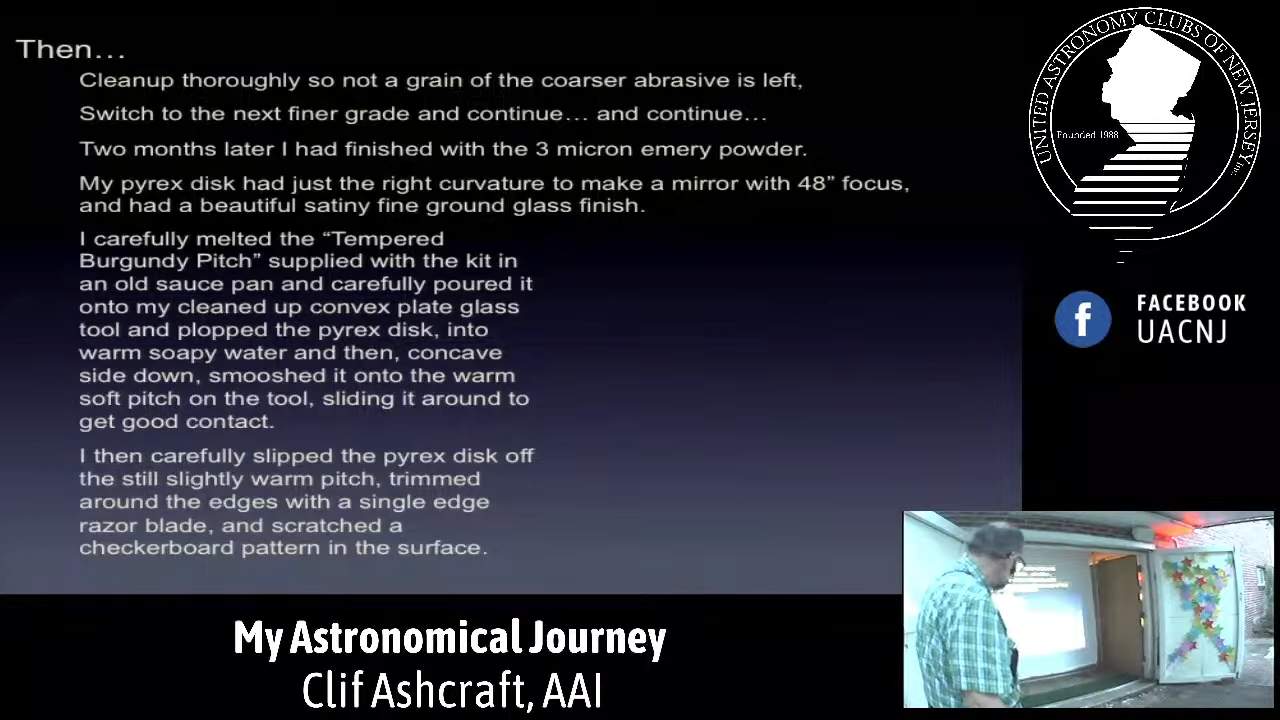 Then…
Cleanup thoroughly so not a grain of the coarser abrasive is left,
Switch to the next finer grade and continue… and continue…
Two months later I had finished with the 3 micron emery powder.
My pyrex disk had just the right curvature to make a mirror with 48” focus,
and had a beautiful satiny fine ground glass finish.
I carefully melted the “Tempered
Burgundy Pitch” supplied with the kit in
an old sauce pan and carefully poured it
onto my cleaned up convex plate glass
tool and plopped the pyrex disk, into
warm soapy water and then, concave
side down, smooshed it onto the warm
soft pitch on the tool, sliding it around to
get good contact.
I then carefully slipped the pyrex disk off
the still slightly warm pitch, trimmed
around the edges with a single edge
razor blade, and scratched a
checkerboard pattern in the surface.
UNITED ASTRONOMY CLUBS OF NEW JERSEY, Inc.
Founded 1988
f
FACEBOOK
UACNJ
My Astronomical Journey
Clif Ashcraft, AAI